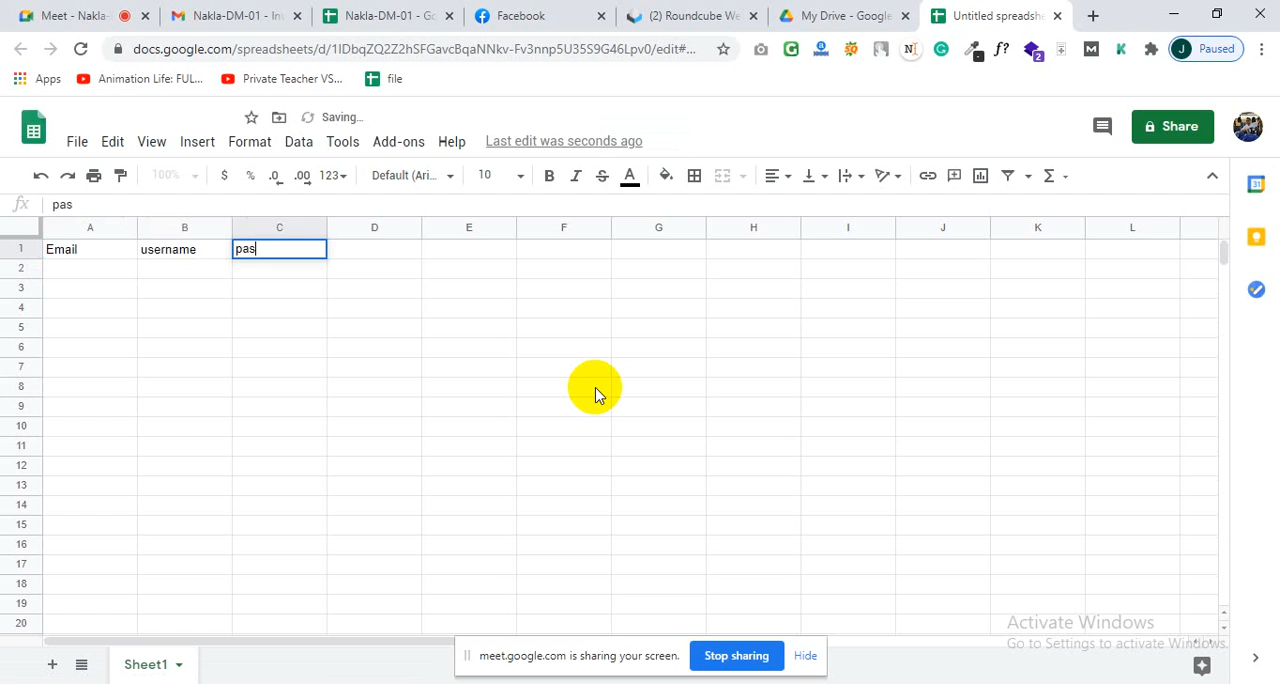 Meet - Nakla-
Nakla-DM-01 - Inv
Nakla-DM-01 - Go
Facebook
(2) Roundcube We
My Drive - Google
Untitled spreadsh
docs.google.com/spreadsheets/d/1IDbqZQ2Z2hSFGavcBqaNNkv-Fv3nnp5U35S9G46Lpv0/edit#...
J Paused
Apps
Animation Life: FUL...
Private Teacher VS...
file
Saving...
File Edit View Insert Format Data Tools Add-ons Help Last edit was seconds ago
Share
100% $ % .0 .00 123 Default (Ari... 10 B I S A
fx pas
A B C D E F G H I J K L
1 Email username pas
2
3
4
5
6
7
8
9
10
11
12
13
14
15
16
17
18
19
20
Activate Windows
Go to Settings to activate Windows.
Sheet1
meet.google.com is sharing your screen. Stop sharing Hide